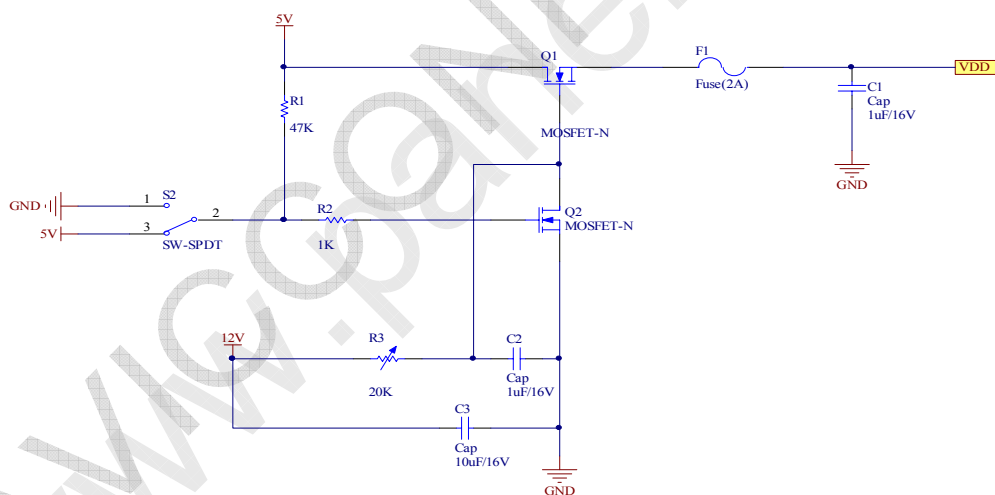 5V
Q1
F1
VDD
Fuse(2A)
C1
Cap
1uF/16V
R1
47K
MOSFET-N
GND
GND
1
S2
2
R2
Q2
MOSFET-N
5V
3
SW-SPDT
1K
12V
R3
C2
20K
Cap
1uF/16V
C3
Cap
10uF/16V
GND